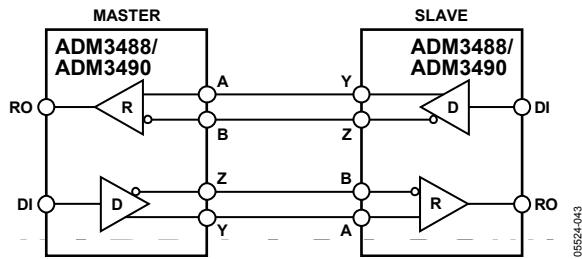 MASTER
SLAVE
ADM3488/
ADM3490
ADM3488/
ADM3490
A
Y
RO
R
D
DI
B
Z
Z
B
DI
D
R
RO
Y
A
05524-043